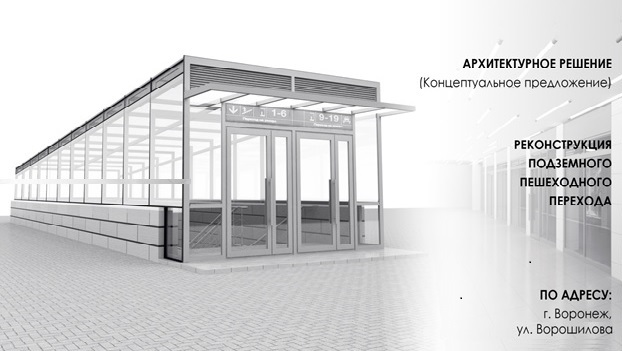 АРХИТЕКТУРНОЕ РЕШЕНИЕ
(Концептуальное предложение)
РЕКОНСТРУКЦИЯ
ПОДЗЕМНОГО
ПЕШЕХОДНОГО
ПЕРЕХОДА
ПО АДРЕСУ:
г. Воронеж,
ул. Ворошилова
1-6
9-19